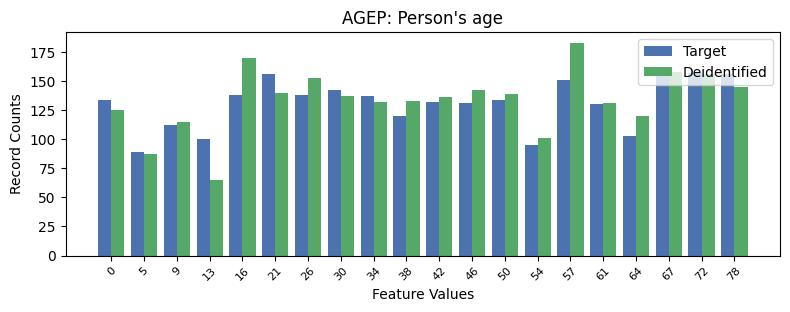 AGEP: Person's age
Target
Deidentified
Record Counts
175
150
125
100
75
50
25
0
0 5 9 13 16 21 26 30 34 38 42 46 50 54 57 61 64 67 72 78
Feature Values